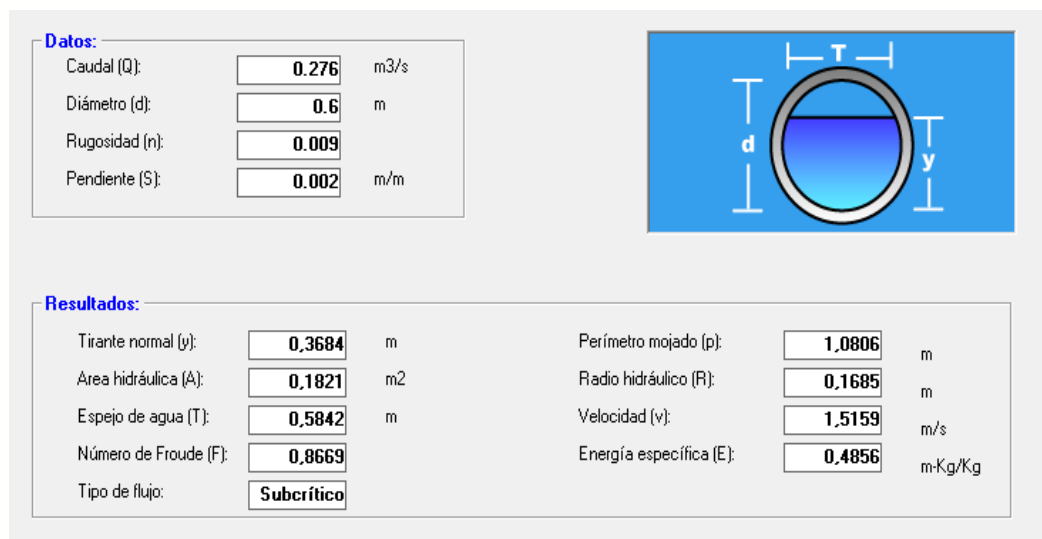 Datos:
Caudal (Q): 0.276 m3/s
Diámetro (d): 0.6 m
Rugosidad (n): 0.009
Pendiente (S): 0.002 m/m
T
d
y
Resultados:
Tirante normal (y): 0,3684 m Perímetro mojado (p): 1,0806 m
Area hidráulica (A): 0,1821 m2 Radio hidráulico (R): 0,1685 m
Espejo de agua (T): 0,5842 m Velocidad (v): 1,5159 m/s
Número de Froude (F): 0,8669 Energía específica (E): 0,4856 m-Kg/Kg
Tipo de flujo: Subcrítico